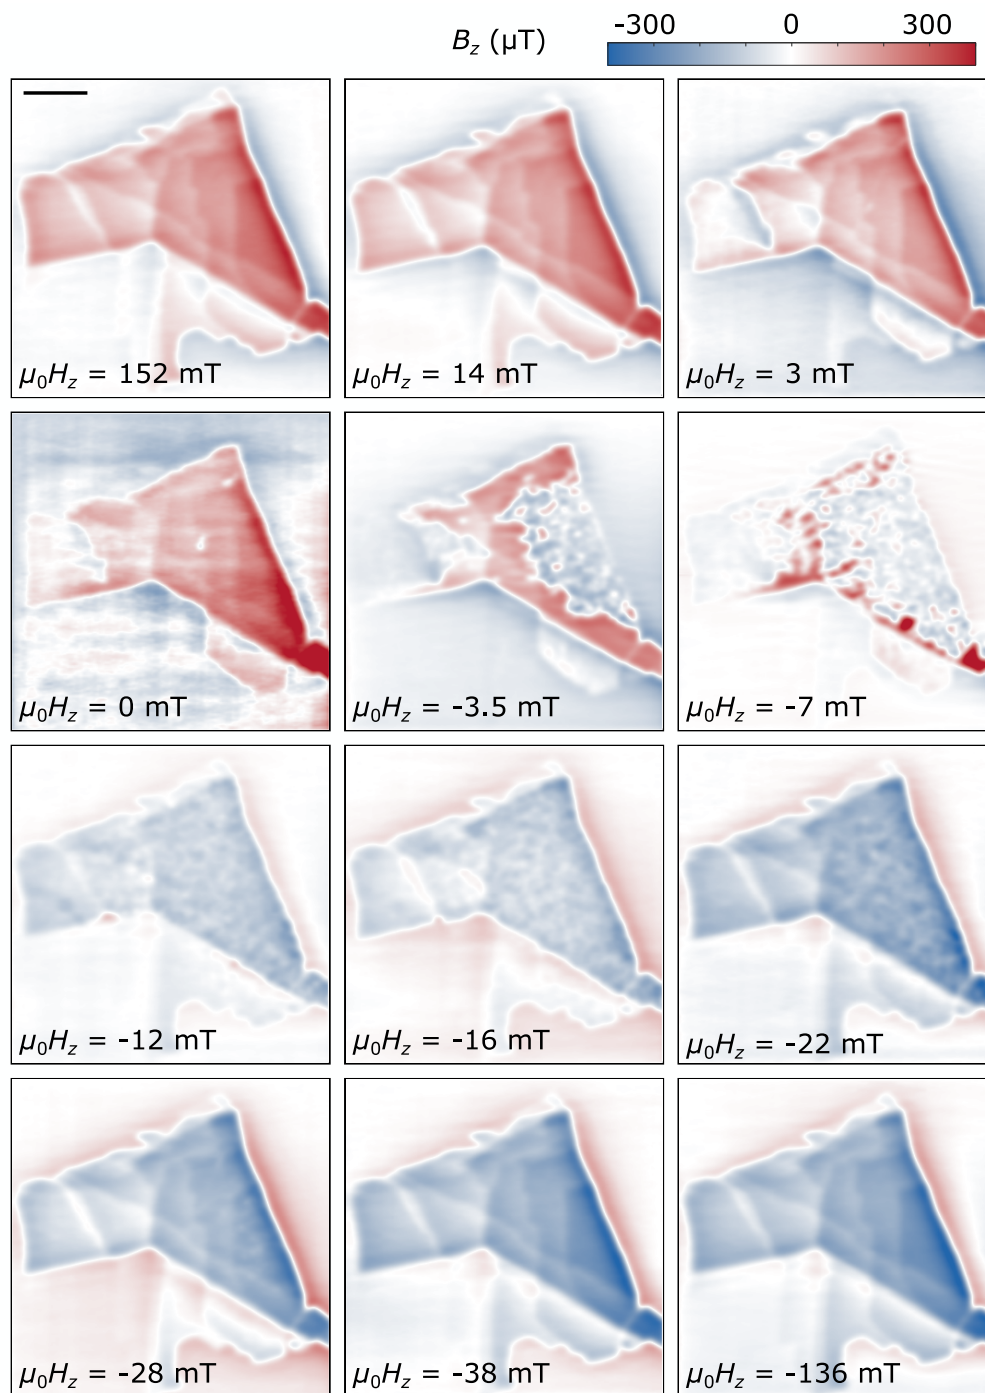 B_z (µT)
-300 0 300
µ₀H_z = 152 mT
µ₀H_z = 14 mT
µ₀H_z = 3 mT
µ₀H_z = 0 mT
µ₀H_z = -3.5 mT
µ₀H_z = -7 mT
µ₀H_z = -12 mT
µ₀H_z = -16 mT
µ₀H_z = -22 mT
µ₀H_z = -28 mT
µ₀H_z = -38 mT
µ₀H_z = -136 mT